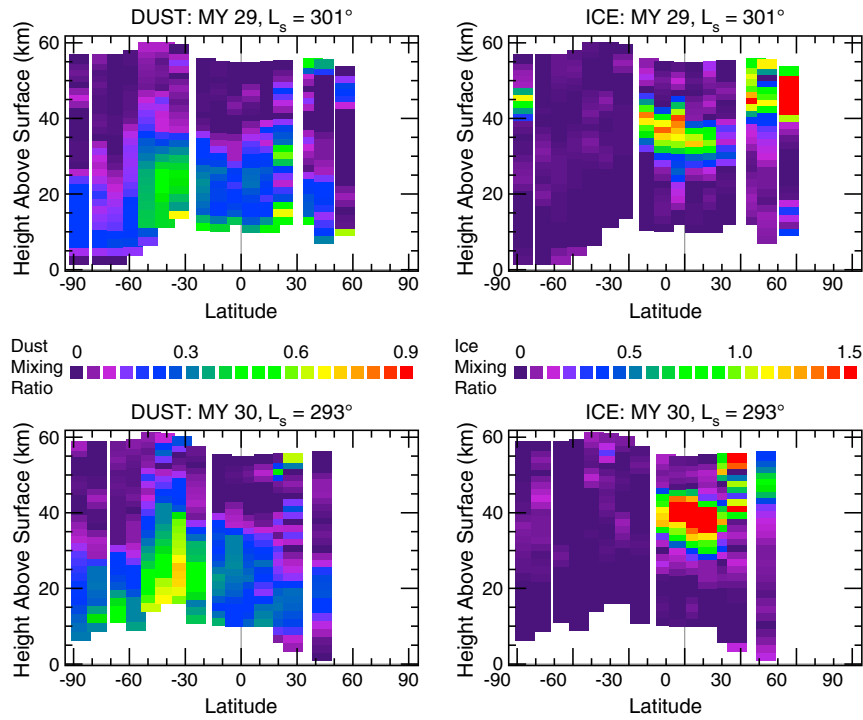 DUST: MY 29, Ls = 301°
ICE: MY 29, Ls = 301°
Height Above Surface (km)
60
40
20
0
-90 -60 -30 0 30 60 90
Latitude
Height Above Surface (km)
60
40
20
0
-90 -60 -30 0 30 60 90
Latitude
Dust
Mixing
Ratio
0 0.3 0.6 0.9
Ice
Mixing
Ratio
0 0.5 1.0 1.5
DUST: MY 30, Ls = 293°
ICE: MY 30, Ls = 293°
Height Above Surface (km)
60
40
20
0
-90 -60 -30 0 30 60 90
Latitude
Height Above Surface (km)
60
40
20
0
-90 -60 -30 0 30 60 90
Latitude